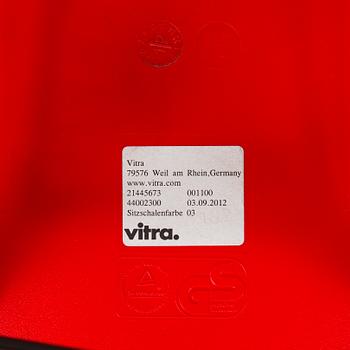 Vitra
79576 Weil am Rhein,Germany
www.vitra.com
21445673 001100
44002300 03.09.2012
Sitzschalenfarbe 03
vitra.